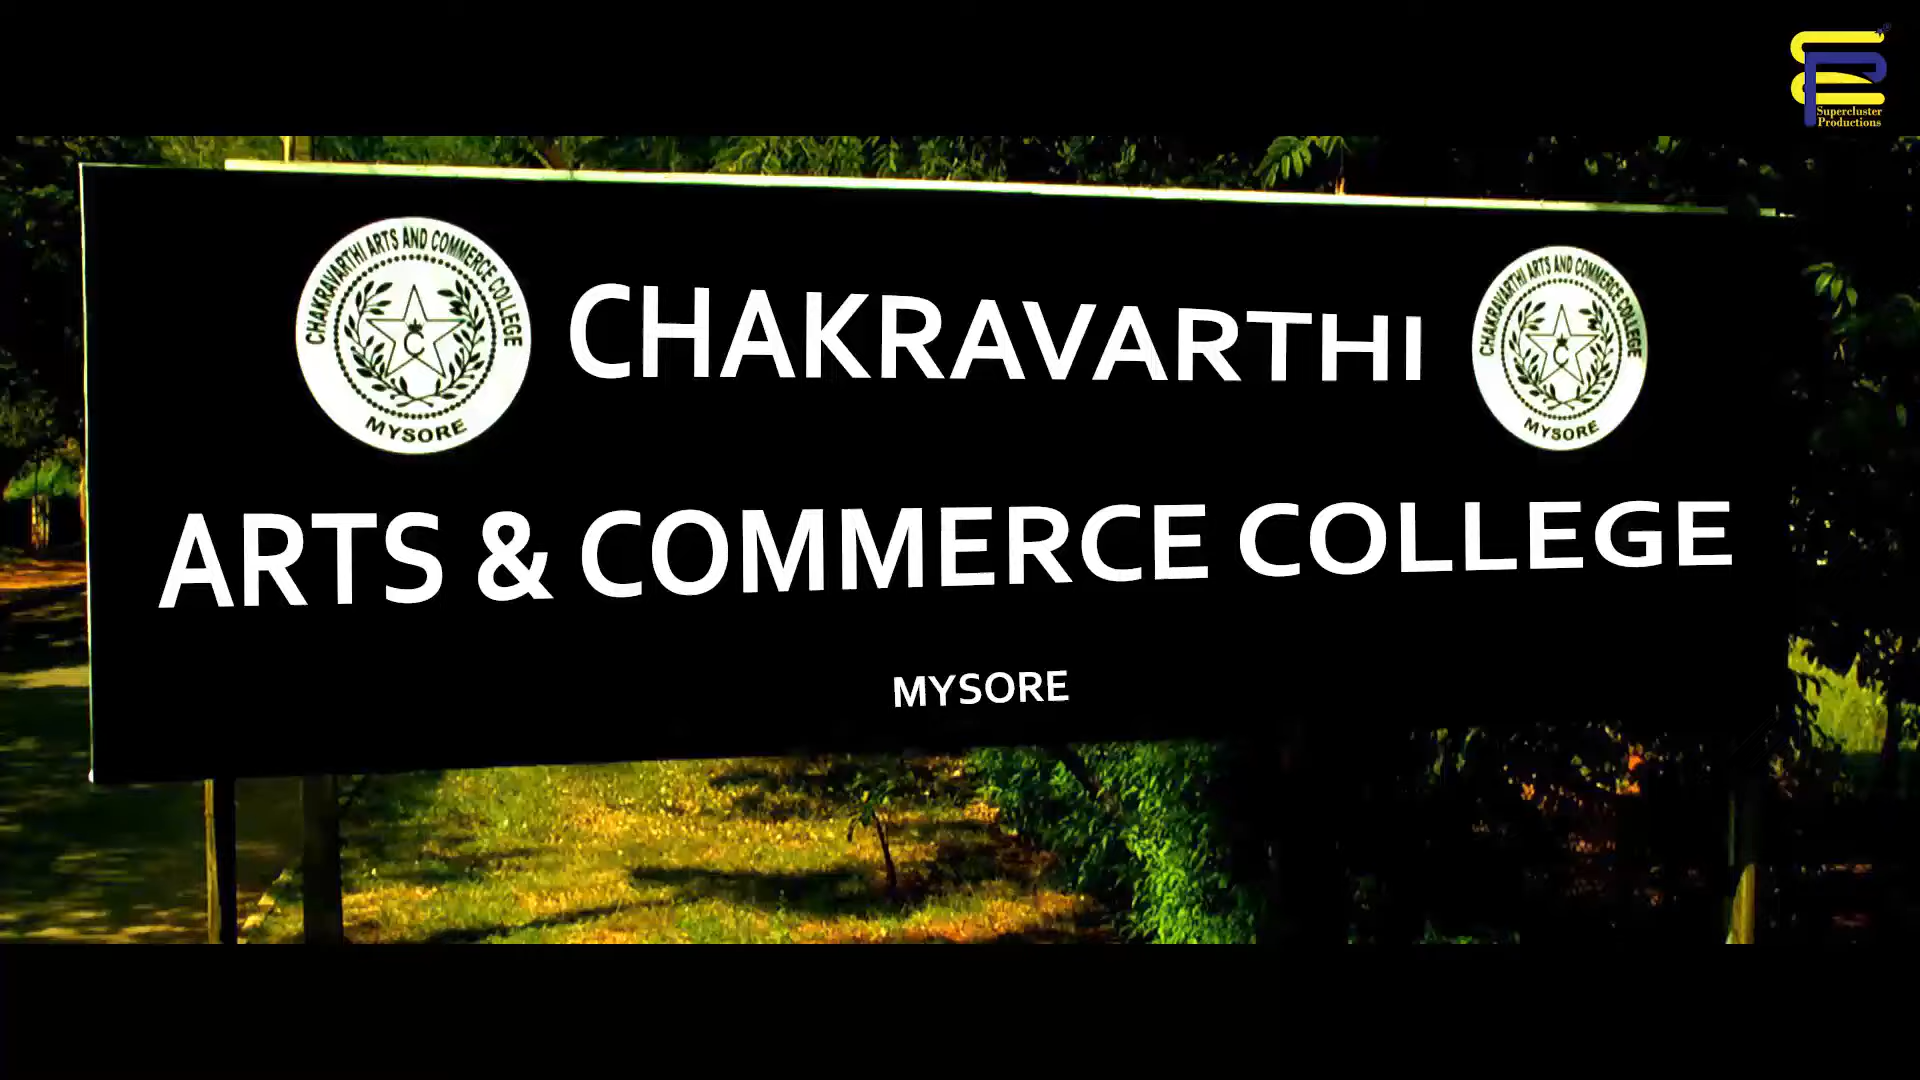 Supercluster
Productions
CHAKRAVARTHI ARTS AND COMMERCE COLLEGE
C
MYSORE
CHAKRAVARTHI
CHAKRAVARTHI ARTS AND COMMERCE COLLEGE
C
MYSORE
ARTS & COMMERCE COLLEGE
MYSORE